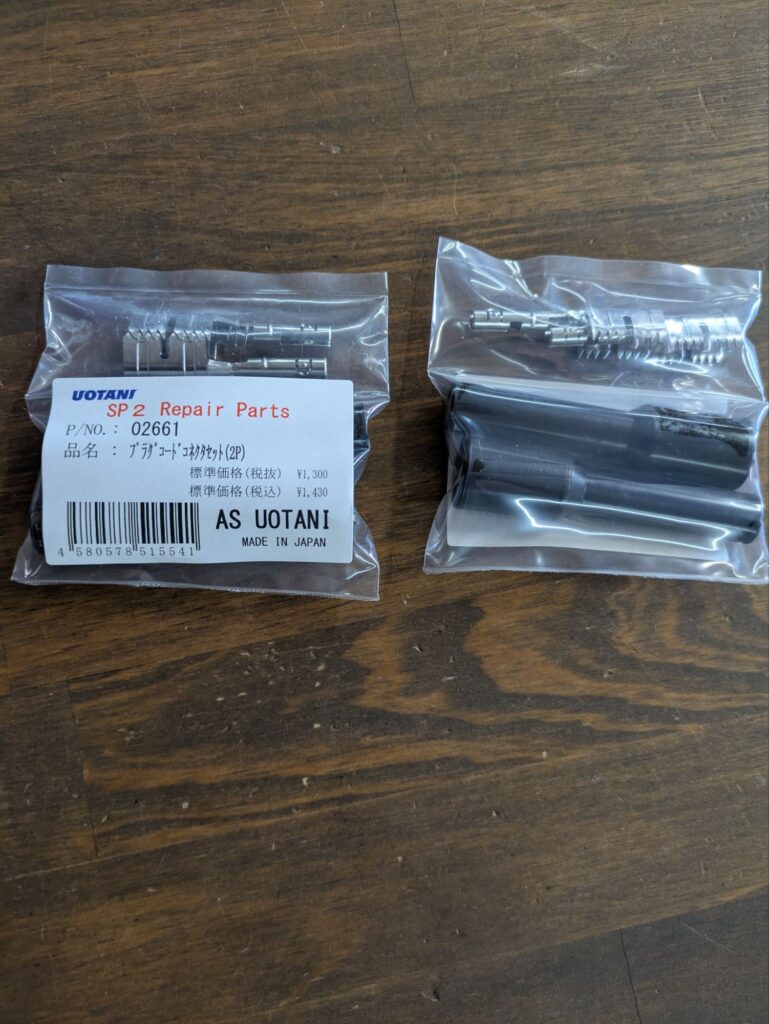 UOTANI
SP2 Repair Parts
P/NO.: 02661
品名 : ﾌﾟﾗｸﾞｺｰﾄﾞｺﾈｸﾀｾｯﾄ(2P)
標準価格(税抜) ¥1,300
標準価格(税込) ¥1,430
AS UOTANI
MADE IN JAPAN
4 580578 515541